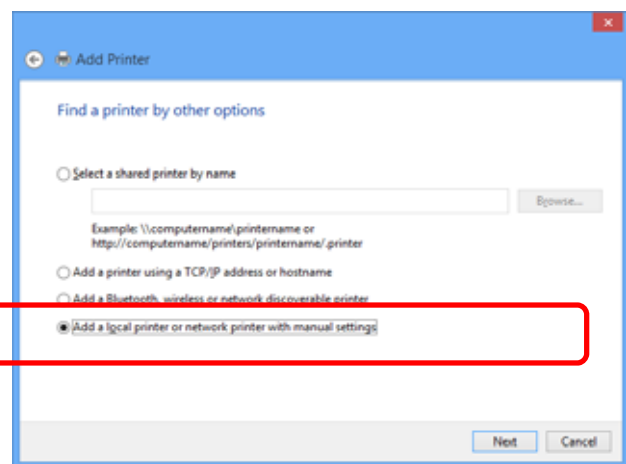 Add Printer
Find a printer by other options
Select a shared printer by name
Browse...
Example: \\computername\printername or
http://computername/printers/printername/.printer
Add a printer using a TCP/IP address or hostname
Add a Bluetooth, wireless or network discoverable printer
Add a local printer or network printer with manual settings
Next Cancel